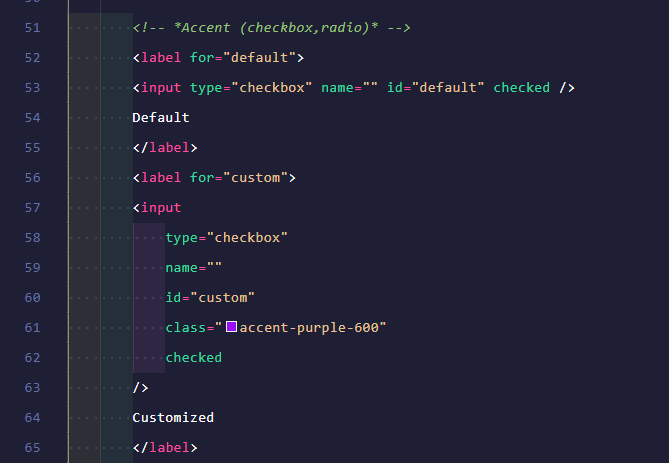 51 <!-- *Accent (checkbox,radio)* -->
52 <label for="default">
53 <input type="checkbox" name="" id="default" checked />
54 Default
55 </label>
56 <label for="custom">
57 <input
58 type="checkbox"
59 name=""
60 id="custom"
61 class="accent-purple-600"
62 checked
63 />
64 Customized
65 </label>